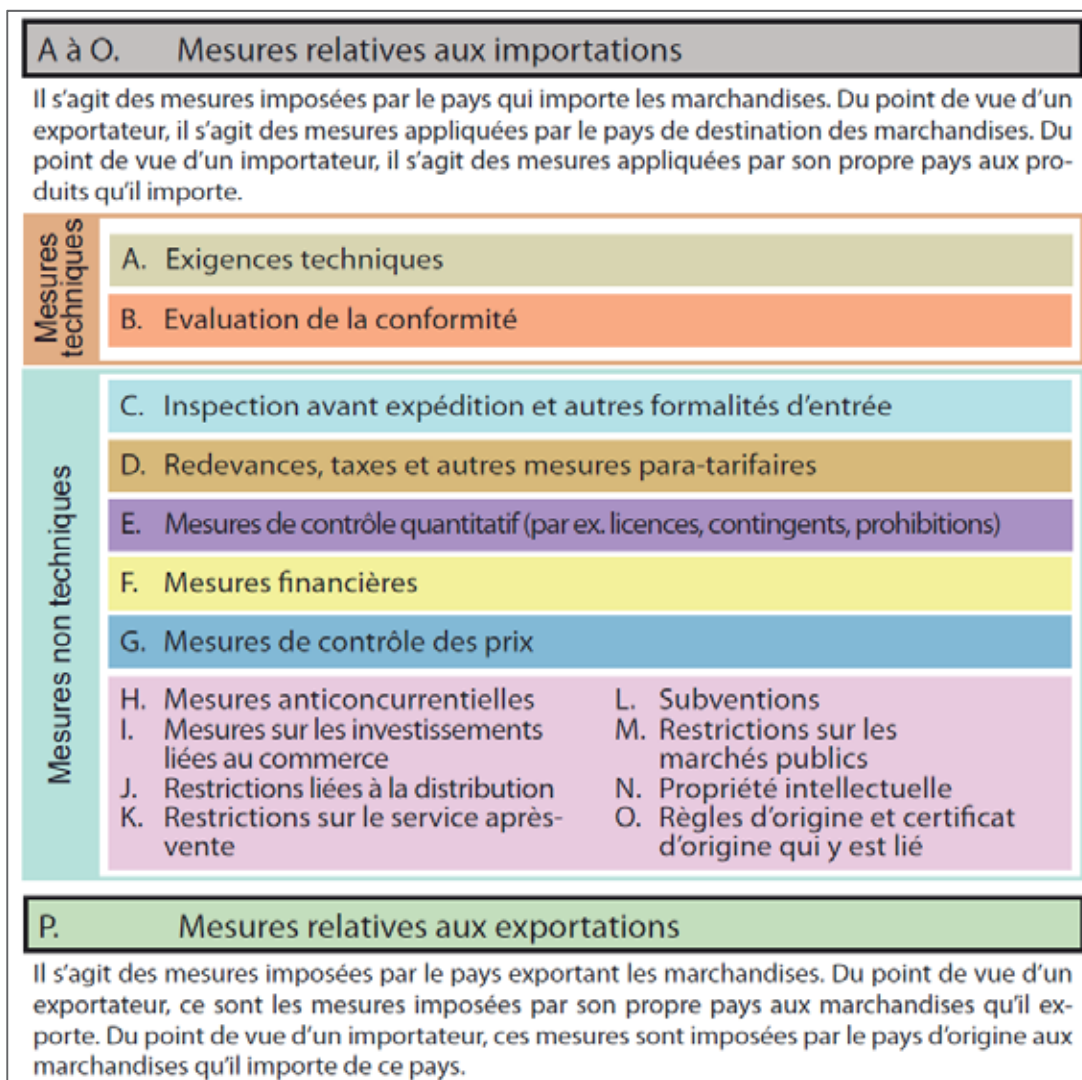 A à O. Mesures relatives aux importations
Il s'agit des mesures imposées par le pays qui importe les marchandises. Du point de vue d'un
exportateur, il s'agit des mesures appliquées par le pays de destination des marchandises. Du
point de vue d'un importateur, il s'agit des mesures appliquées par son propre pays aux pro-
duits qu'il importe.
Mesures
techniques
A. Exigences techniques
B. Evaluation de la conformité
Mesures non techniques
C. Inspection avant expédition et autres formalités d'entrée
D. Redevances, taxes et autres mesures para-tarifaires
E. Mesures de contrôle quantitatif (par ex. licences, contingents, prohibitions)
F. Mesures financières
G. Mesures de contrôle des prix
H. Mesures anticoncurrentielles
I. Mesures sur les investissements
liées au commerce
J. Restrictions liées à la distribution
K. Restrictions sur le service après-
vente
L. Subventions
M. Restrictions sur les
marchés publics
N. Propriété intellectuelle
O. Règles d'origine et certificat
d'origine qui y est lié
P. Mesures relatives aux exportations
Il s'agit des mesures imposées par le pays exportant les marchandises. Du point de vue d'un
exportateur, ce sont les mesures imposées par son propre pays aux marchandises qu'il ex-
porte. Du point de vue d'un importateur, ces mesures sont imposées par le pays d'origine aux
marchandises qu'il importe de ce pays.